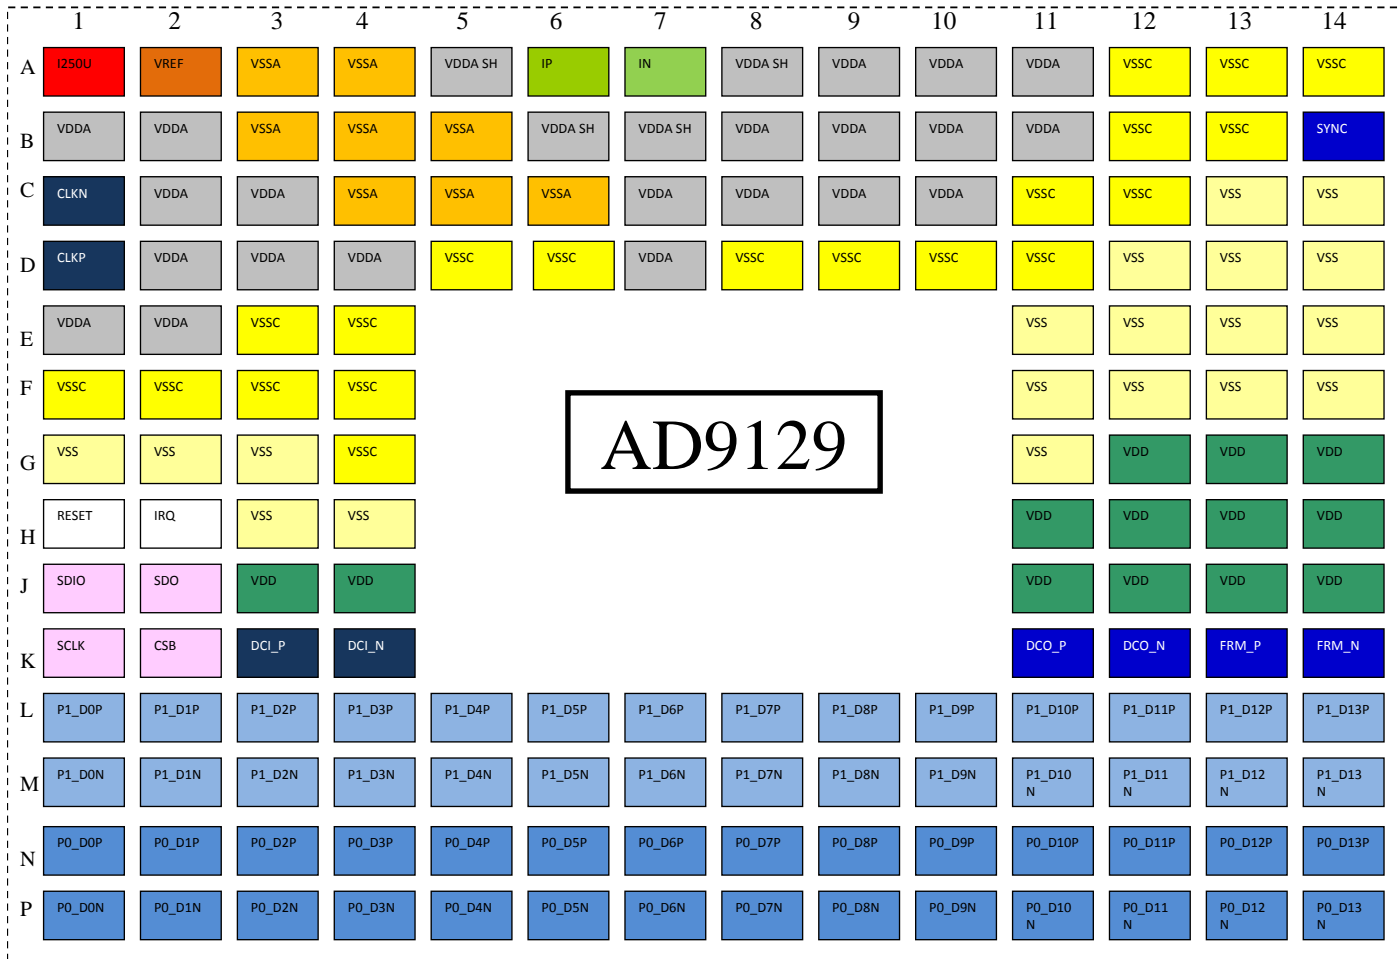 1 2 3 4 5 6 7 8 9 10 11 12 13 14
A I250U VREF VSSA VSSA VDDA SH IP IN VDDA SH VDDA VDDA VDDA VSSC VSSC VSSC
B VDDA VDDA VSSA VSSA VSSA VDDA SH VDDA SH VDDA VDDA VDDA VDDA VSSC VSSC SYNC
C CLKN VDDA VDDA VSSA VSSA VSSA VDDA VDDA VDDA VDDA VSSC VSSC VSS VSS
D CLKP VDDA VDDA VDDA VSSC VSSC VDDA VSSC VSSC VSSC VSSC VSS VSS VSS
E VDDA VDDA VSSC VSSC VSS VSS VSS VSS
F VSSC VSSC VSSC VSSC VSS VSS VSS VSS
AD9129
G VSS VSS VSS VSSC VSS VDD VDD VDD
H RESET IRQ VSS VSS VDD VDD VDD VDD
J SDIO SDO VDD VDD VDD VDD VDD VDD
K SCLK CSB DCI_P DCI_N DCO_P DCO_N FRM_P FRM_N
L P1_D0P P1_D1P P1_D2P P1_D3P P1_D4P P1_D5P P1_D6P P1_D7P P1_D8P P1_D9P P1_D10P P1_D11P P1_D12P P1_D13P
M P1_D0N P1_D1N P1_D2N P1_D3N P1_D4N P1_D5N P1_D6N P1_D7N P1_D8N P1_D9N P1_D10 P1_D11 P1_D12 P1_D13
N N N N
N P0_D0P P0_D1P P0_D2P P0_D3P P0_D4P P0_D5P P0_D6P P0_D7P P0_D8P P0_D9P P0_D10P P0_D11P P0_D12P P0_D13P
P P0_D0N P0_D1N P0_D2N P0_D3N P0_D4N P0_D5N P0_D6N P0_D7N P0_D8N P0_D9N P0_D10 P0_D11 P0_D12 P0_D13
N N N N